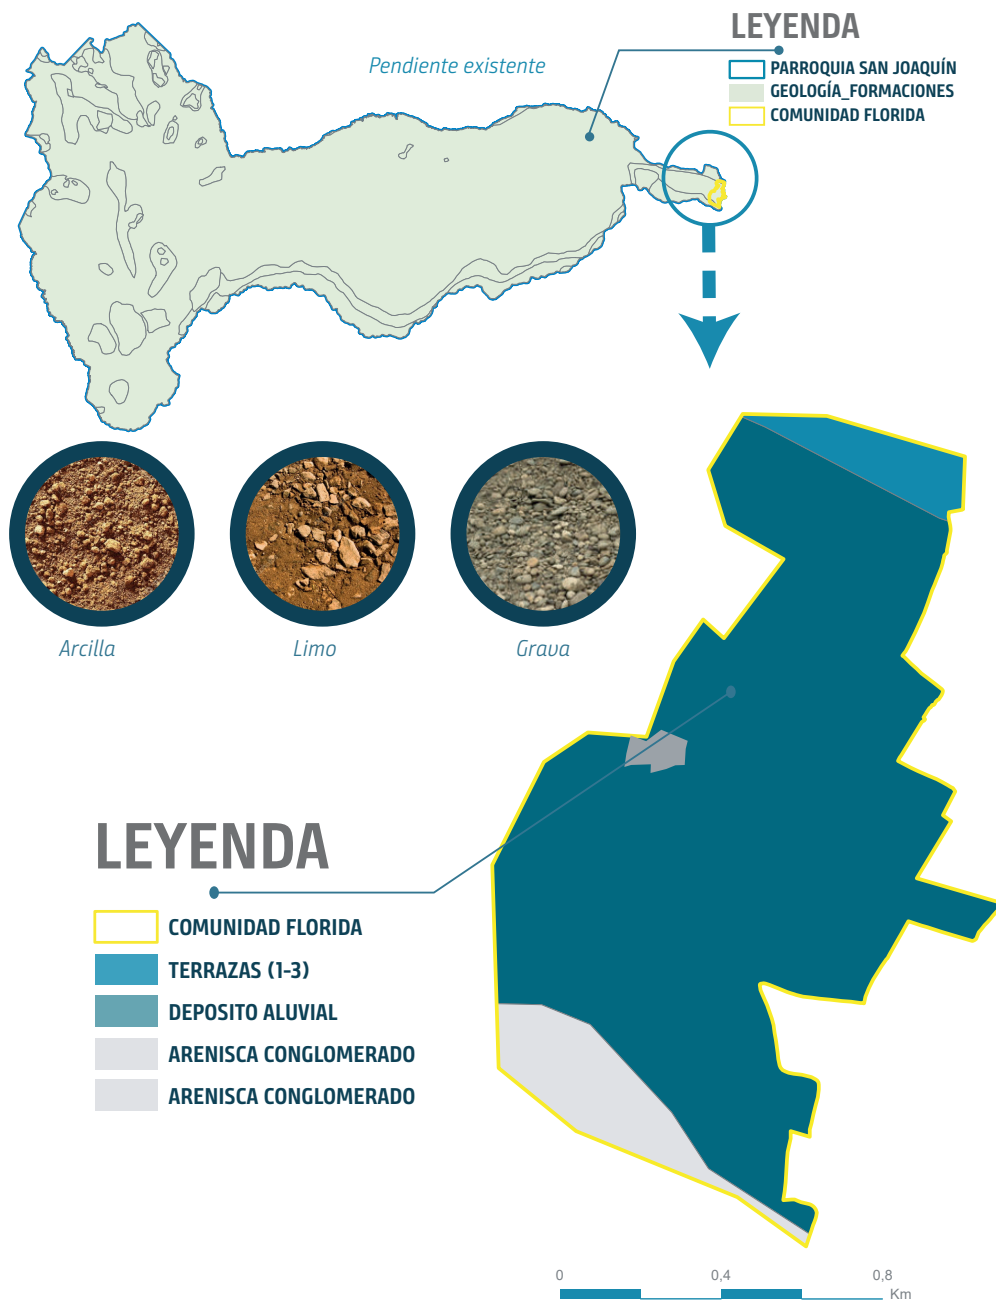 LEYENDA
Pendiente existente
PARROQUIA SAN JOAQUÍN
GEOLOGÍA_FORMACIONES
COMUNIDAD FLORIDA
Arcilla
Limo
Grava
LEYENDA
COMUNIDAD FLORIDA
TERRAZAS (1-3)
DEPOSITO ALUVIAL
ARENISCA CONGLOMERADO
ARENISCA CONGLOMERADO
0 0,4 0,8
Km